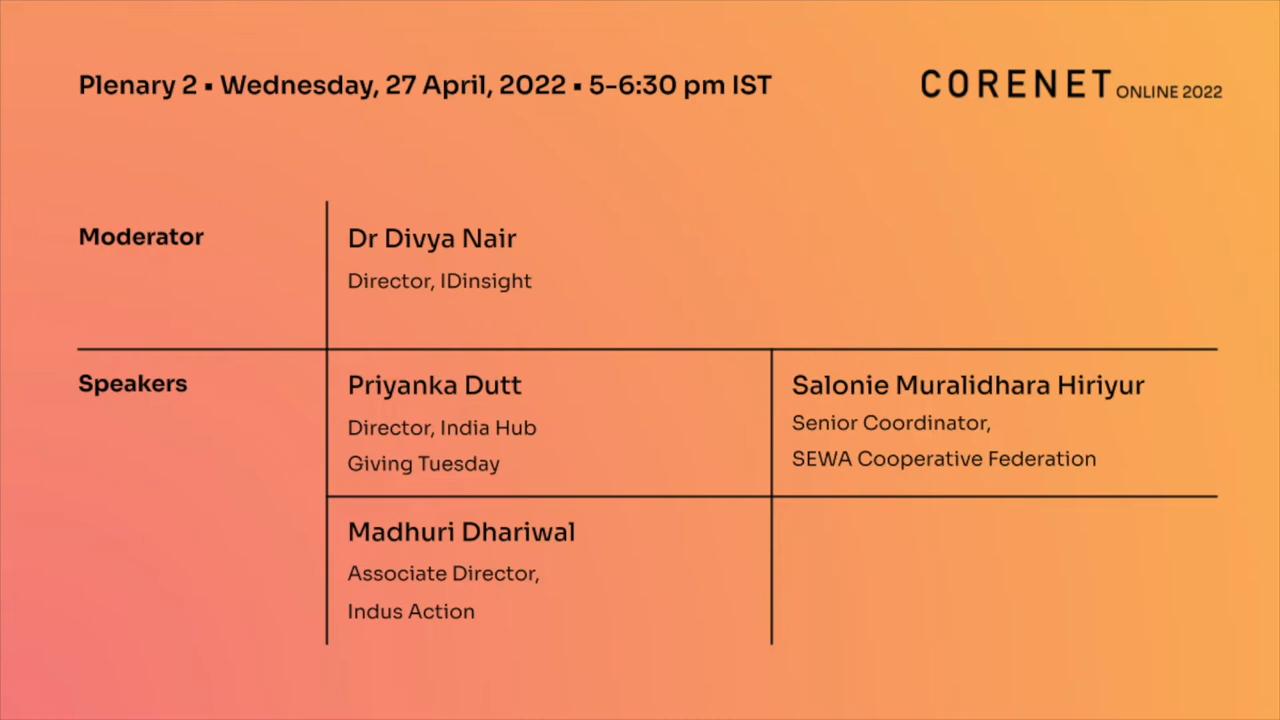 Plenary 2 ▪ Wednesday, 27 April, 2022 ▪ 5-6:30 pm IST
CORENET ONLINE 2022
Moderator
Dr Divya Nair
Director, IDinsight
Speakers
Priyanka Dutt
Director, India Hub
Giving Tuesday
Salonie Muralidhara Hiriyur
Senior Coordinator,
SEWA Cooperative Federation
Madhuri Dhariwal
Associate Director,
Indus Action